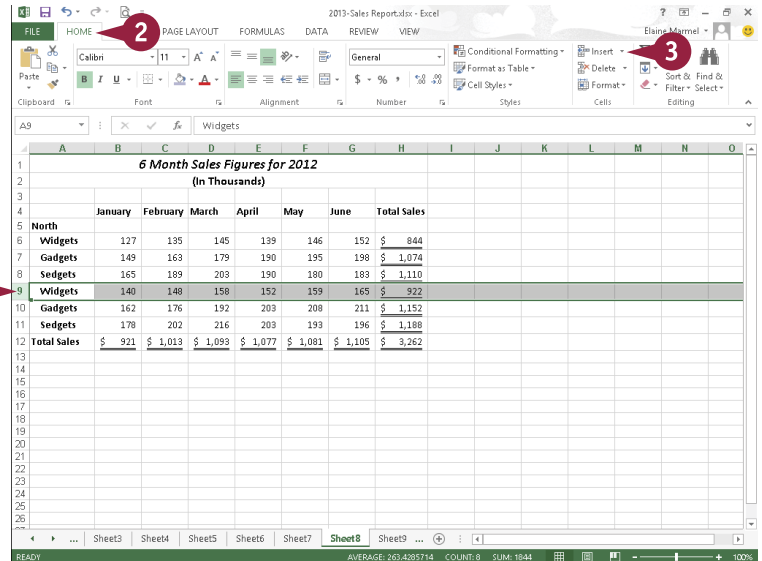 2013-Sales Report.xlsx - Excel ?
FILE HOME 2 PAGE LAYOUT FORMULAS DATA REVIEW VIEW Elaine Marmel
Calibri 11 A A General Conditional Formatting Insert 3
Paste B I U A $ % , Format as Table Delete Sort & Find &
Cell Styles Format Filter Select
Clipboard Font Alignment Number Styles Cells Editing
A9 fx Widgets
A B C D E F G H I J K L M N O
1 6 Month Sales Figures for 2012
2 (In Thousands)
3
4 January February March April May June Total Sales
5 North
6 Widgets 127 135 145 139 146 152 $ 844
7 Gadgets 149 163 179 190 195 198 $ 1,074
8 Sedgets 165 189 203 190 180 183 $ 1,110
9 Widgets 140 148 158 152 159 165 $ 922
10 Gadgets 162 176 192 203 208 211 $ 1,152
11 Sedgets 178 202 216 203 193 196 $ 1,188
12 Total Sales $ 921 $ 1,013 $ 1,093 $ 1,077 $ 1,081 $ 1,105 $ 3,262
13
14
15
16
17
18
19
20
21
22
23
24
25
26
... Sheet3 Sheet4 Sheet5 Sheet6 Sheet7 Sheet8 Sheet9 ...
READY AVERAGE: 263.4285714 COUNT: 8 SUM: 1844 100%